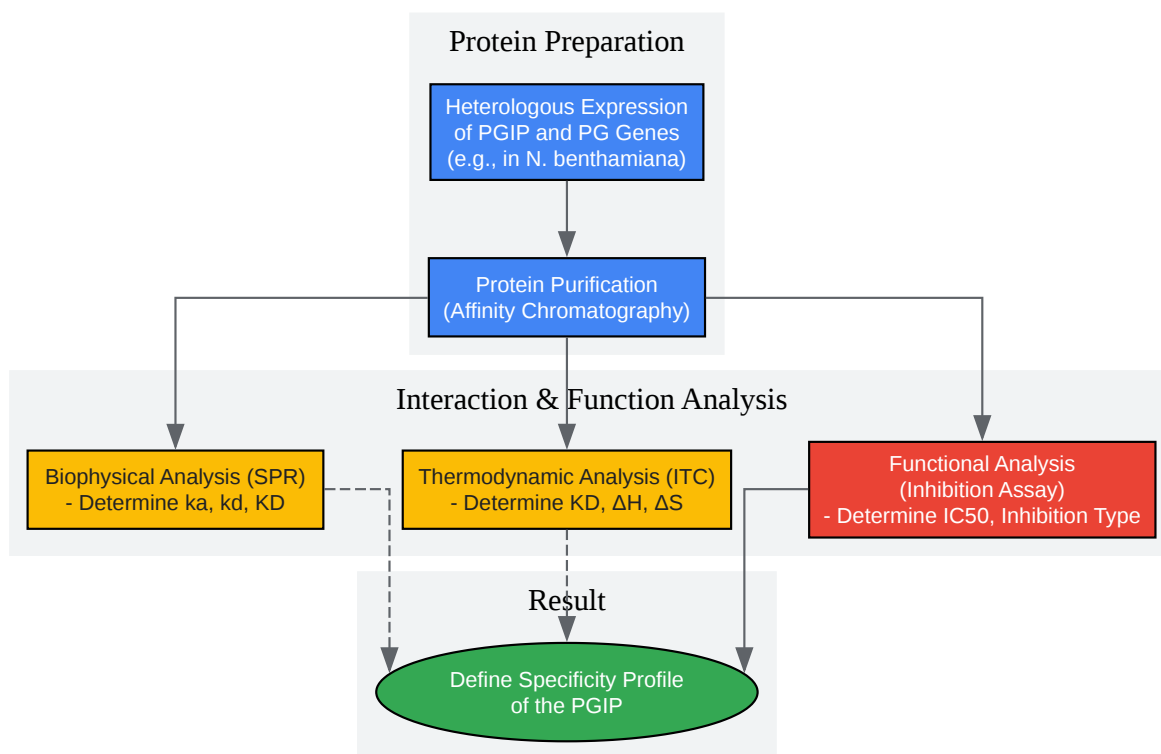 Protein Preparation
Heterologous Expression
of PGIP and PG Genes
(e.g., in N. benthamiana)
Protein Purification
(Affinity Chromatography)
Interaction & Function Analysis
Biophysical Analysis (SPR)
- Determine ka, kd, KD
Thermodynamic Analysis (ITC)
- Determine KD, ΔH, ΔS
Functional Analysis
(Inhibition Assay)
- Determine IC50, Inhibition Type
Result
Define Specificity Profile
of the PGIP